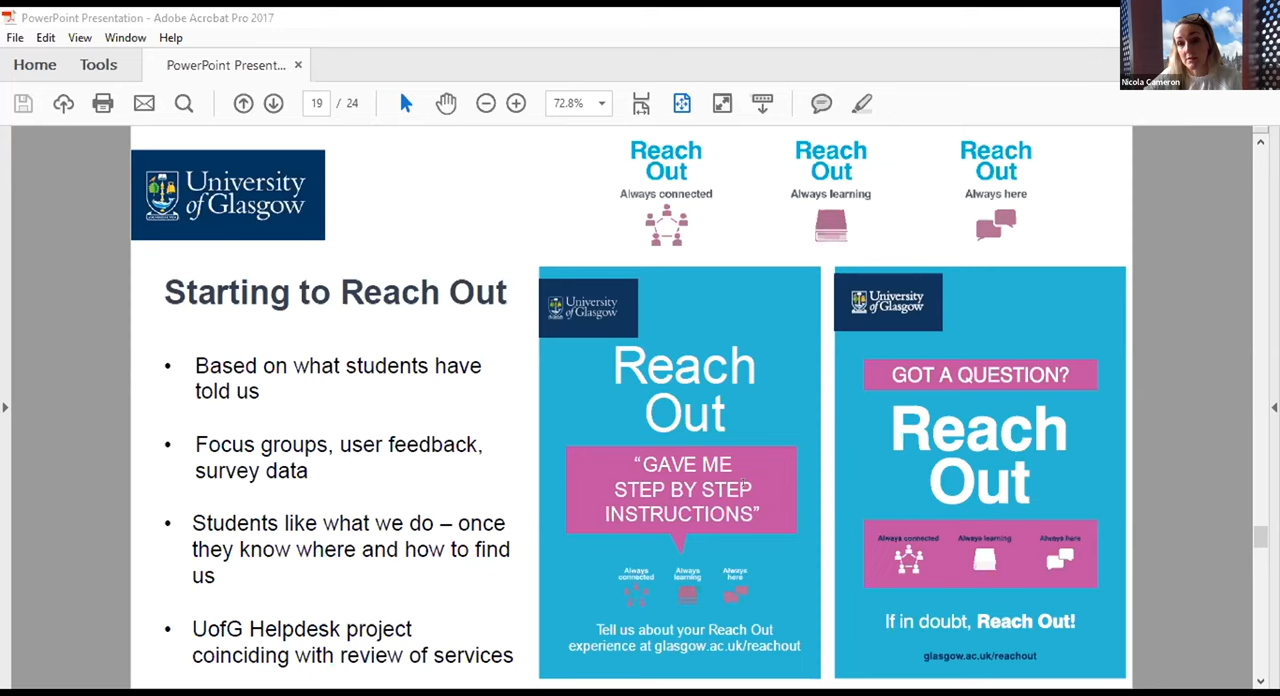 PowerPoint Presentation - Adobe Acrobat Pro 2017
File Edit View Window Help
Home Tools PowerPoint Present... ×
19 / 24 72.8%
Nicola Cameron
University
of Glasgow
Reach
Out
Always connected
Reach
Out
Always learning
Reach
Out
Always here
Starting to Reach Out
• Based on what students have
told us
• Focus groups, user feedback,
survey data
• Students like what we do – once
they know where and how to find
us
• UofG Helpdesk project
coinciding with review of services
University
of Glasgow
Reach
Out
“GAVE ME
STEP BY STEP
INSTRUCTIONS”
Always
connected
Always
learning
Always
here
Tell us about your Reach Out
experience at glasgow.ac.uk/reachout
University
of Glasgow
GOT A QUESTION?
Reach
Out
Always connected
Always learning
Always here
If in doubt, Reach Out!
glasgow.ac.uk/reachout